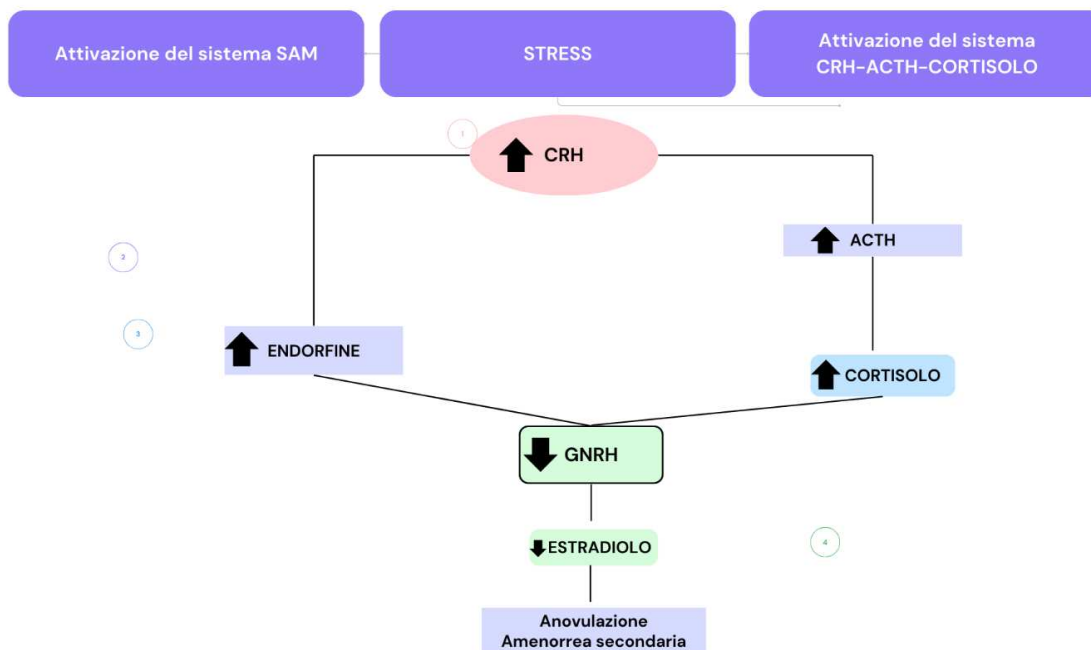 Attivazione del sistema SAM
STRESS
Attivazione del sistema
CRH-ACTH-CORTISOLO
1
CRH
ACTH
2
3
ENDORFINE
CORTISOLO
GNRH
ESTRADIOLO
4
Anovulazione
Amenorrea secondaria